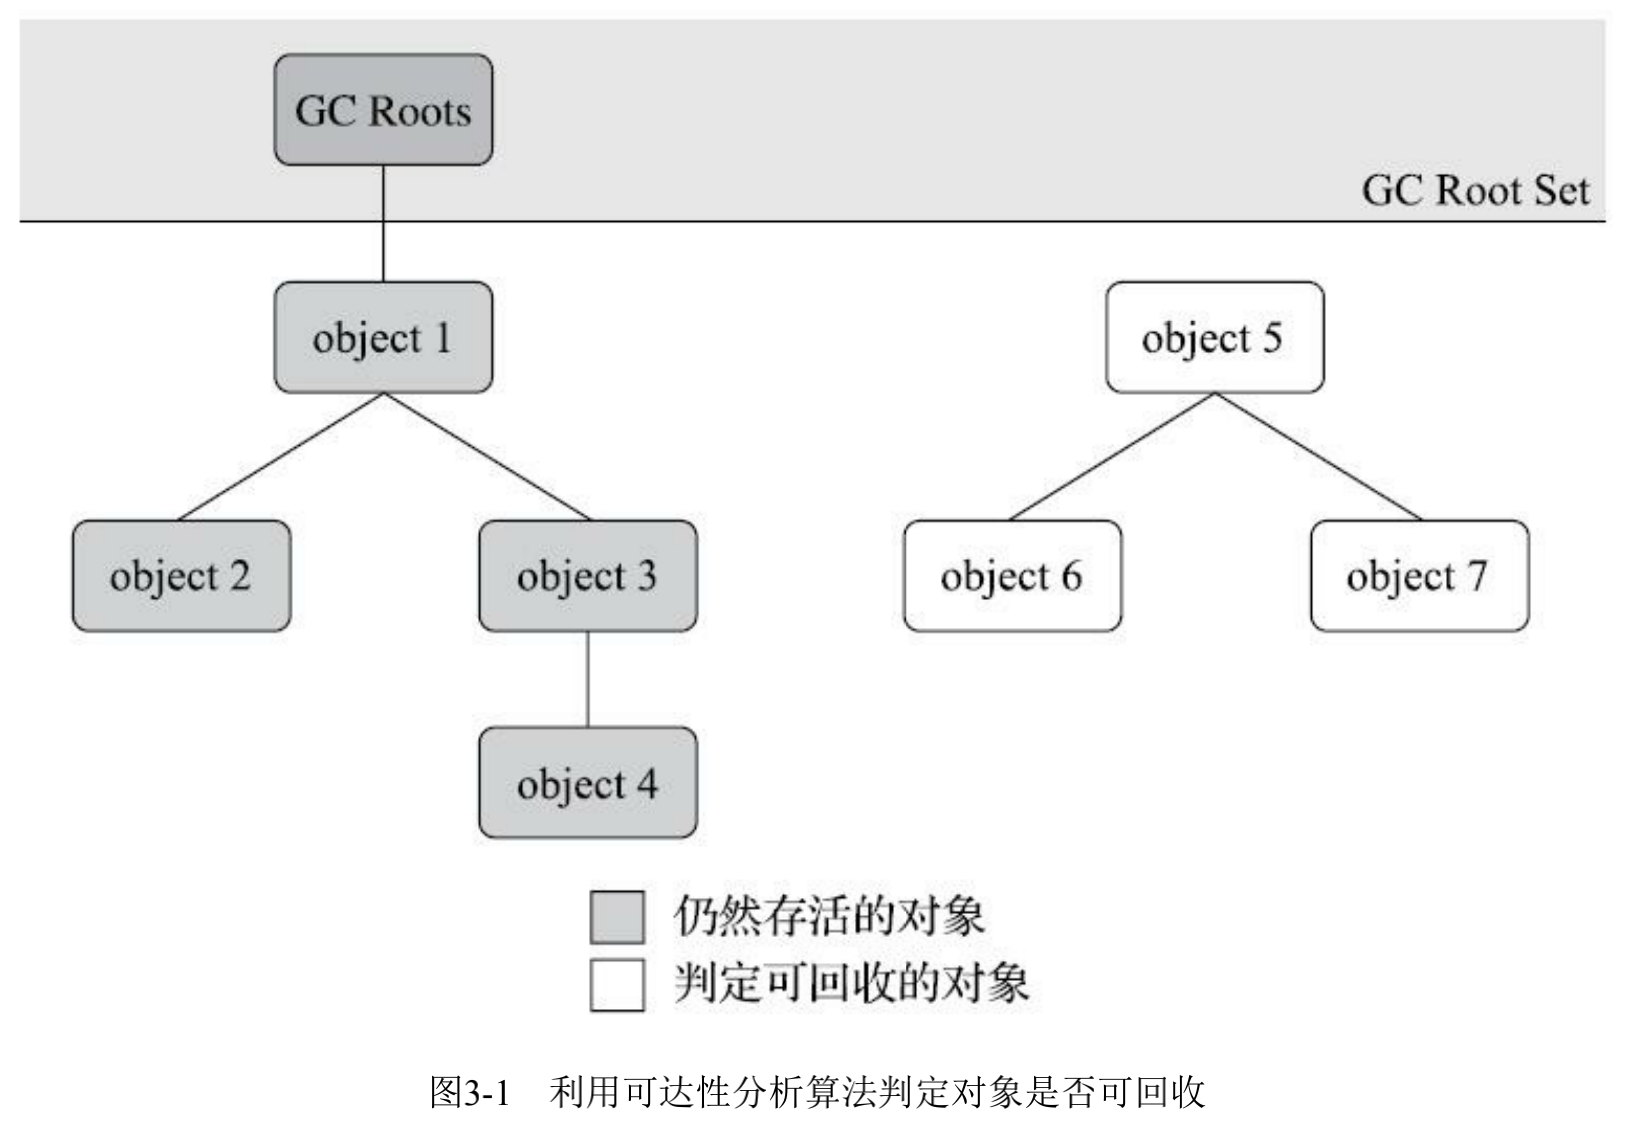 GC Roots
GC Root Set
object 1
object 5
object 2
object 3
object 6
object 7
object 4
仍然存活的对象
判定可回收的对象
图3-1 利用可达性分析算法判定对象是否可回收